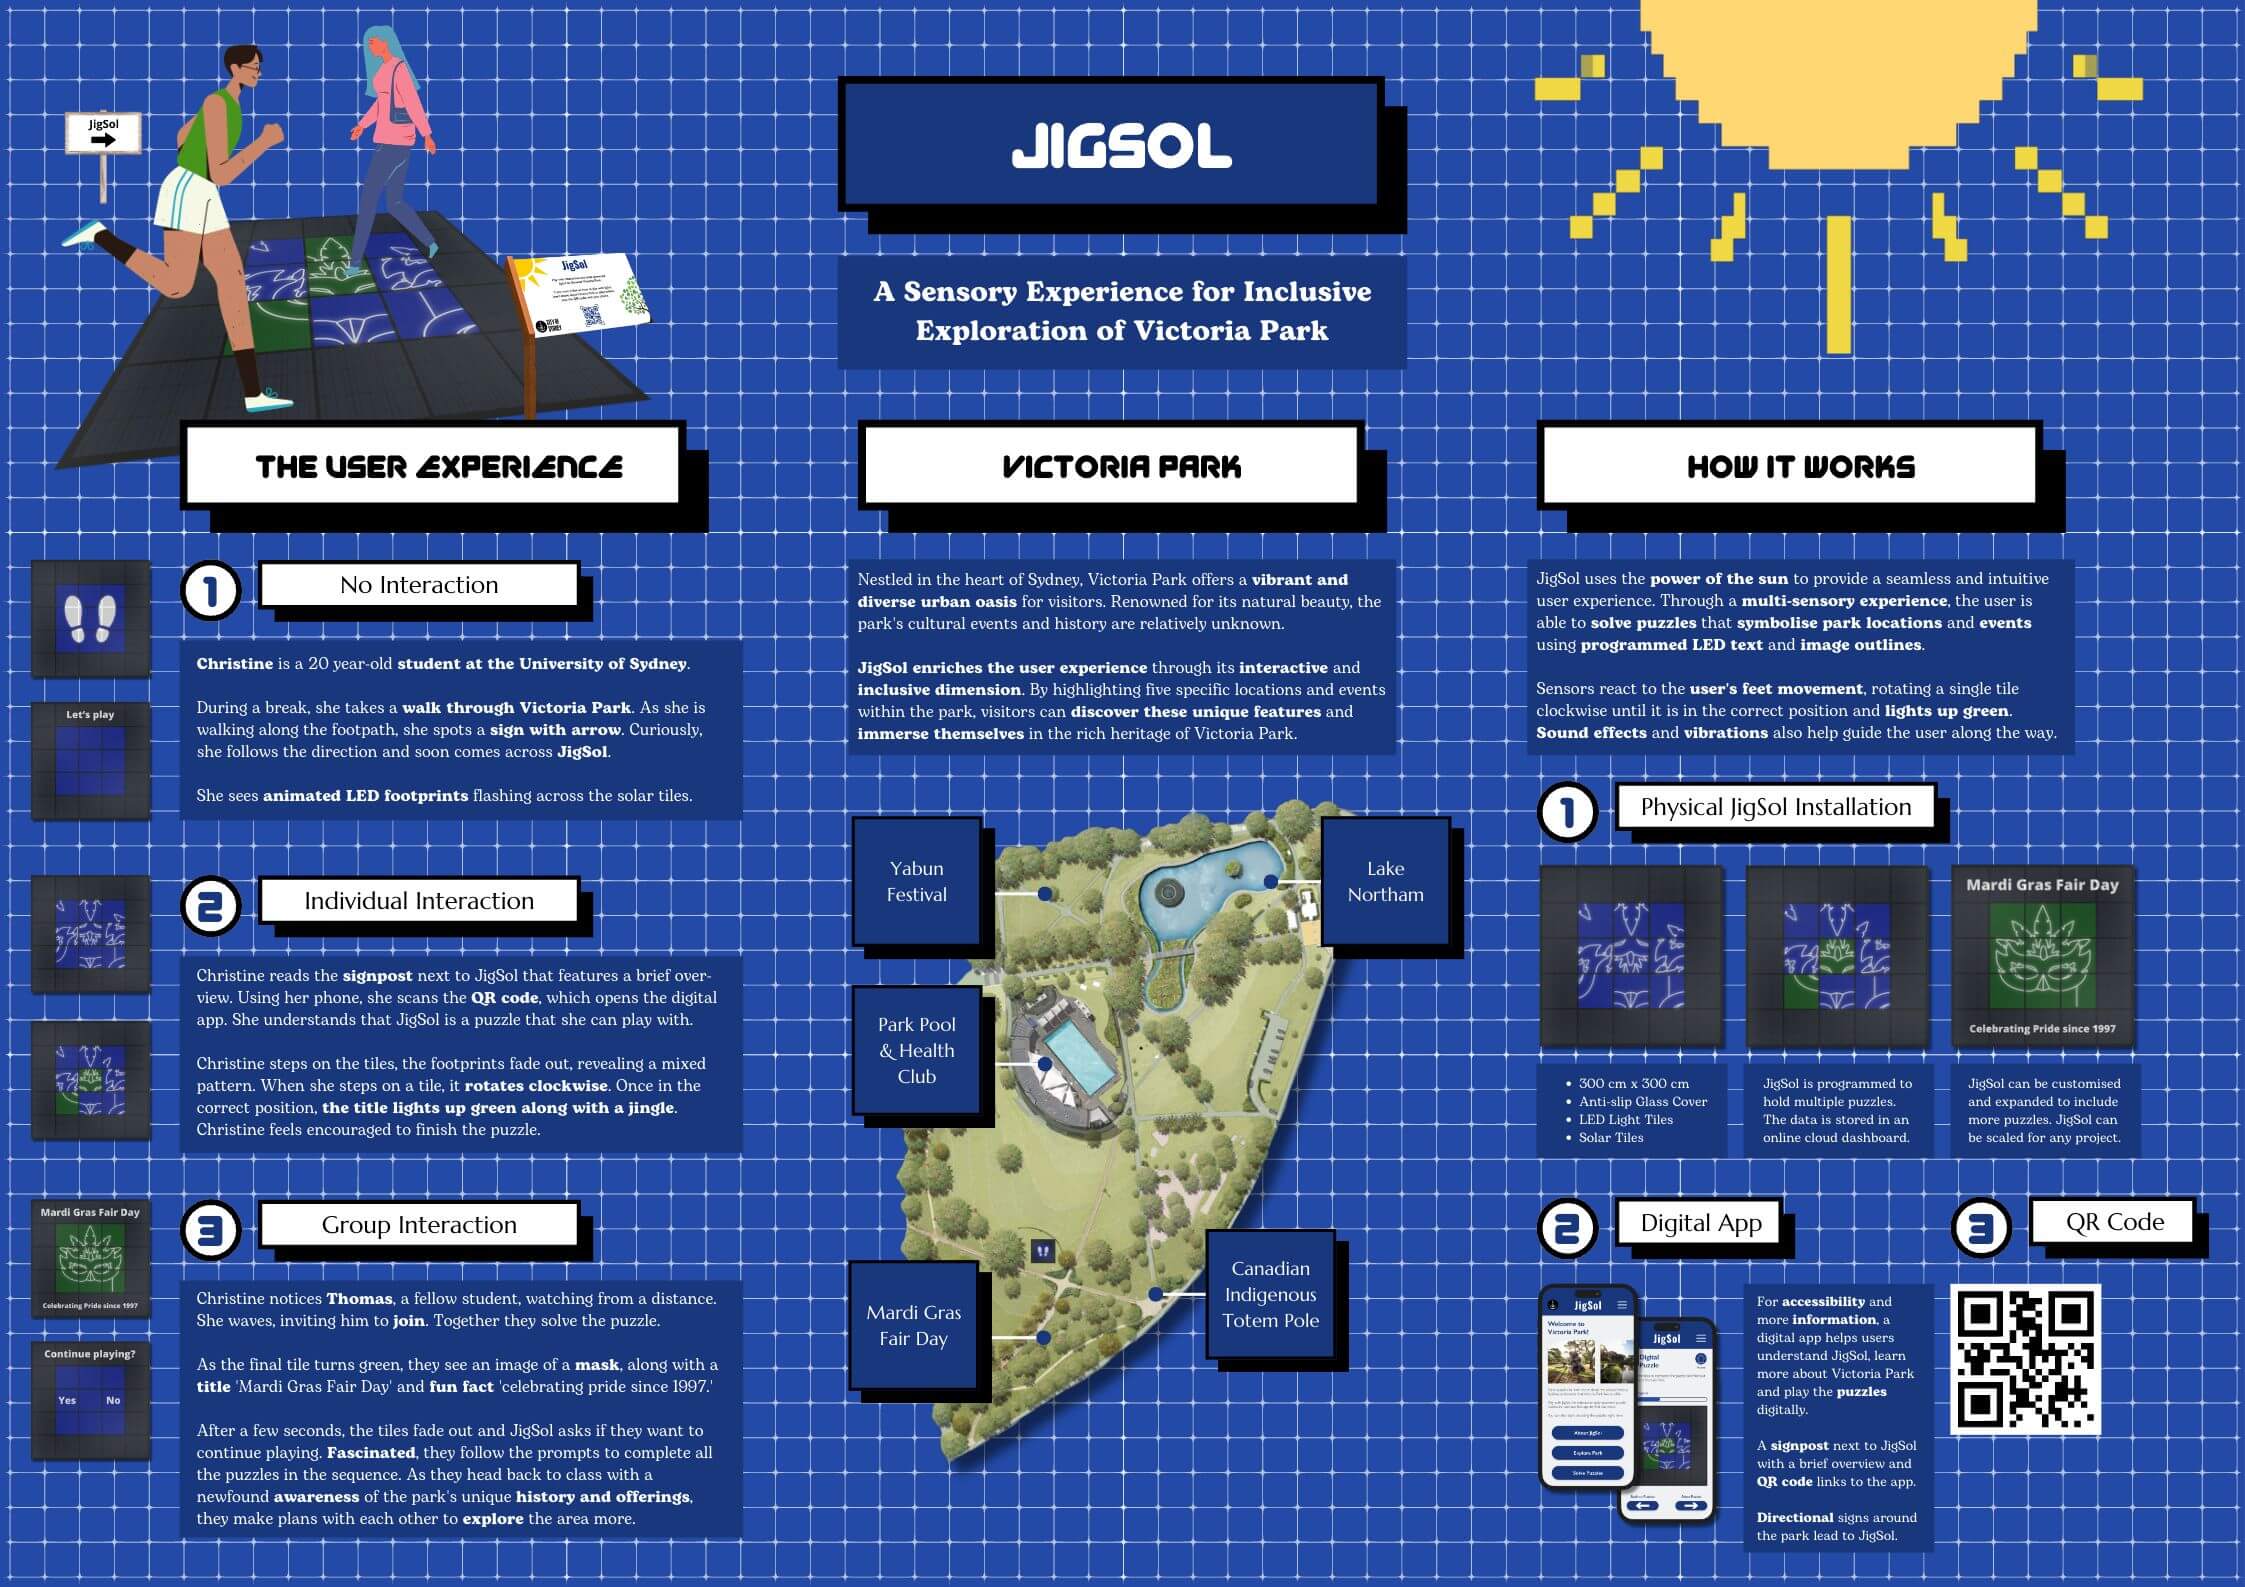 JigSol
JigSol
CITY OF
SYDNEY
JIGSOL
A Sensory Experience for Inclusive
Exploration of Victoria Park
THE USER EXPERIENCE
1
No Interaction
Let's play
Christine is a 20 year-old student at the University of Sydney.
During a break, she takes a walk through Victoria Park. As she is
walking along the footpath, she spots a sign with arrow. Curiously,
she follows the direction and soon comes across JigSol.
She sees animated LED footprints flashing across the solar tiles.
2
Individual Interaction
Christine reads the signpost next to JigSol that features a brief over-
view. Using her phone, she scans the QR code, which opens the digital
app. She understands that JigSol is a puzzle that she can play with.
Christine steps on the tiles, the footprints fade out, revealing a mixed
pattern. When she steps on a tile, it rotates clockwise. Once in the
correct position, the title lights up green along with a jingle.
Christine feels encouraged to finish the puzzle.
3
Group Interaction
Mardi Gras Fair Day
Celebrating Pride since 1997
Continue playing?
Yes No
Christine notices Thomas, a fellow student, watching from a distance.
She waves, inviting him to join. Together they solve the puzzle.
As the final tile turns green, they see an image of a mask, along with a
title 'Mardi Gras Fair Day' and fun fact 'celebrating pride since 1997.'
After a few seconds, the tiles fade out and JigSol asks if they want to
continue playing. Fascinated, they follow the prompts to complete all
the puzzles in the sequence. As they head back to class with a
newfound awareness of the park's unique history and offerings,
they make plans with each other to explore the area more.
VICTORIA PARK
Nestled in the heart of Sydney, Victoria Park offers a vibrant and
diverse urban oasis for visitors. Renowned for its natural beauty, the
park's cultural events and history are relatively unknown.
JigSol enriches the user experience through its interactive and
inclusive dimension. By highlighting five specific locations and events
within the park, visitors can discover these unique features and
immerse themselves in the rich heritage of Victoria Park.
Yabun
Festival
Lake
Northam
Park Pool
& Health
Club
Mardi Gras
Fair Day
Canadian
Indigenous
Totem Pole
HOW IT WORKS
JigSol uses the power of the sun to provide a seamless and intuitive
user experience. Through a multi-sensory experience, the user is
able to solve puzzles that symbolise park locations and events
using programmed LED text and image outlines.
Sensors react to the user's feet movement, rotating a single tile
clockwise until it is in the correct position and lights up green.
Sound effects and vibrations also help guide the user along the way.
1
Physical JigSol Installation
Mardi Gras Fair Day
Celebrating Pride since 1997
• 300 cm x 300 cm
• Anti-slip Glass Cover
• LED Light Tiles
• Solar Tiles
JigSol is programmed to
hold multiple puzzles.
The data is stored in an
online cloud dashboard.
JigSol can be customised
and expanded to include
more puzzles. JigSol can
be scaled for any project.
2
Digital App
JigSol
Welcome to
Victoria Park!
About JigSol
Explore Park
Solve Puzzles
JigSol
Digital
Puzzle
For accessibility and
more information, a
digital app helps users
understand JigSol, learn
more about Victoria Park
and play the puzzles
digitally.
A signpost next to JigSol
with a brief overview and
QR code links to the app.
Directional signs around
the park lead to JigSol.
3
QR Code